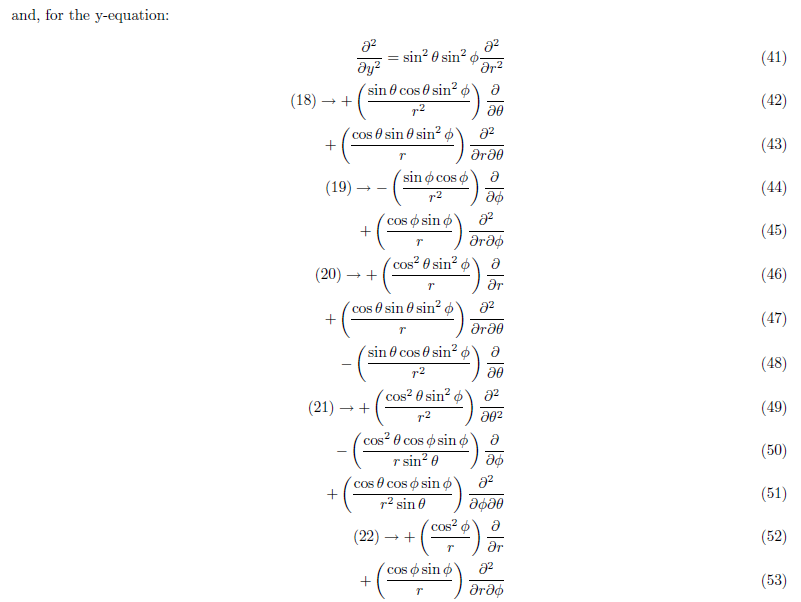 and, for the y-equation:
∂²/∂y² = sin² θ sin² φ ∂²/∂r² (41)
(18) → + (sin θ cos θ sin² φ / r²) ∂/∂θ (42)
+ (cos θ sin θ sin² φ / r) ∂²/∂r∂θ (43)
(19) → − (sin φ cos φ / r²) ∂/∂φ (44)
+ (cos φ sin φ / r) ∂²/∂r∂φ (45)
(20) → + (cos² θ sin² φ / r) ∂/∂r (46)
+ (cos θ sin θ sin² φ / r) ∂²/∂r∂θ (47)
− (sin θ cos θ sin² φ / r²) ∂/∂θ (48)
(21) → + (cos² θ sin² φ / r²) ∂²/∂θ² (49)
− (cos² θ cos φ sin φ / r sin² θ) ∂/∂φ (50)
+ (cos θ cos φ sin φ / r² sin θ) ∂²/∂φ∂θ (51)
(22) → + (cos² φ / r) ∂/∂r (52)
+ (cos φ sin φ / r) ∂²/∂r∂φ (53)